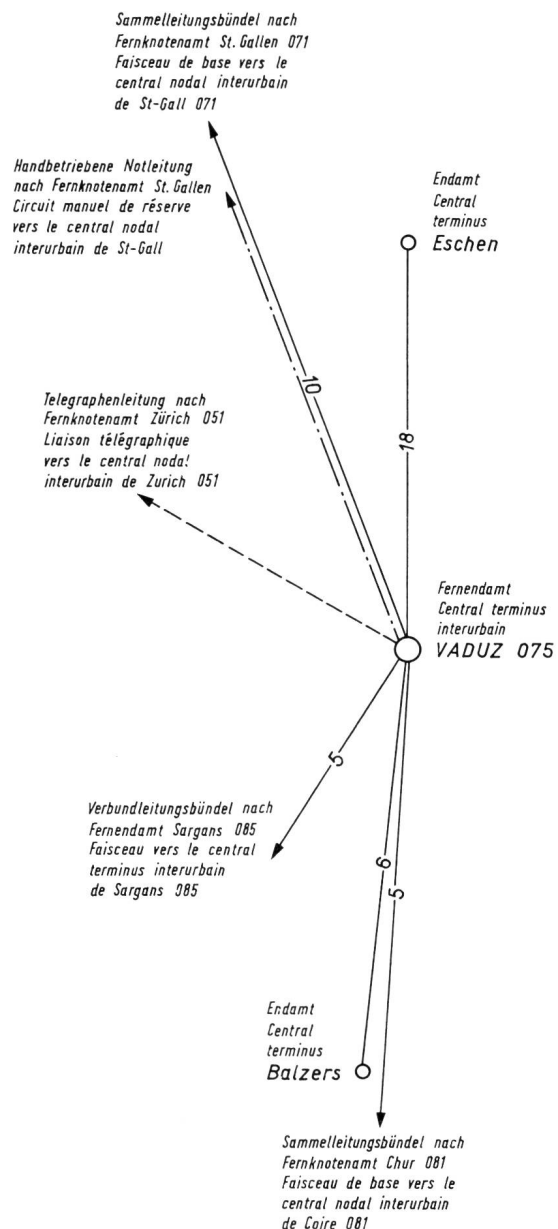 Sammelleitungsbündel nach
Fernknotenamt St. Gallen 071
Faisceau de base vers le
central nodal interurbain
de St-Gall 071
Handbetriebene Notleitung
nach Fernknotenamt St. Gallen
Circuit manuel de réserve
vers le central nodal
interurbain de St-Gall
Endamt
Central
terminus
Eschen
10
18
Telegraphenleitung nach
Fernknotenamt Zürich 051
Liaison télégraphique
vers le central noda!
interurbain de Zurich 051
Fernendamt
Central terminus
interurbain
VADUZ 075
5
Verbundleitungsbündel nach
Fernendamt Sargans 085
Faisceau vers le central
terminus interurbain
de Sargans 085
6
5
Endamt
Central
terminus
Balzers
Sammelleitungsbündel nach
Fernknotenamt Chur 081
Faisceau de base vers le
central nodal interurbain
de Coire 081